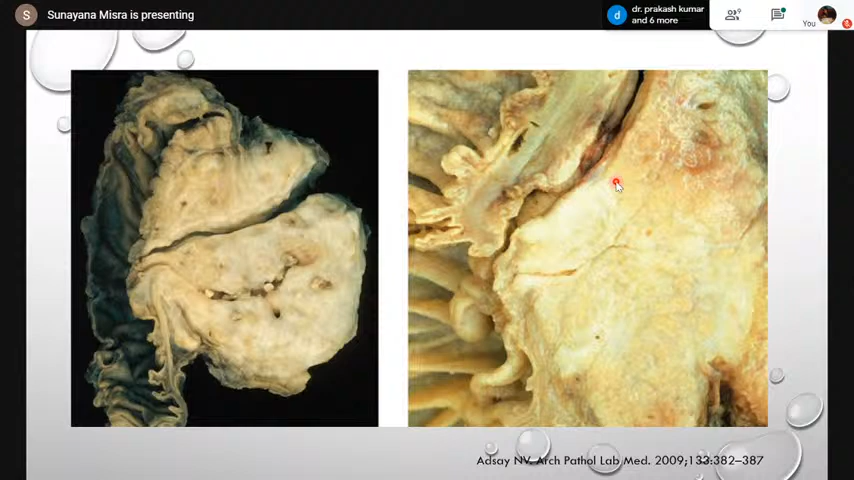 S
Sunayana Misra is presenting
d
dr. prakash kumar
and 6 more
9
You
Adsay NV. Arch Pathol Lab Med. 2009;133:382–387